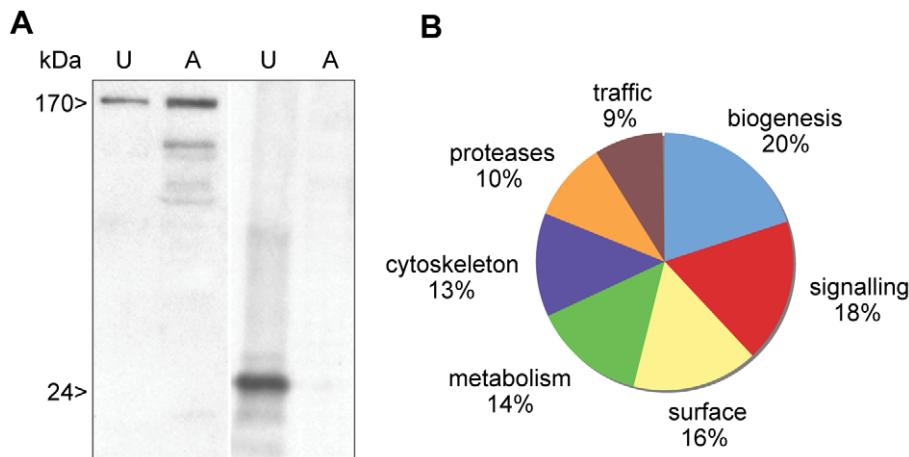 A
kDa U A U A
170>
24>
B
traffic
9%
biogenesis
20%
proteases
10%
cytoskeleton
13%
signalling
18%
metabolism
14%
surface
16%